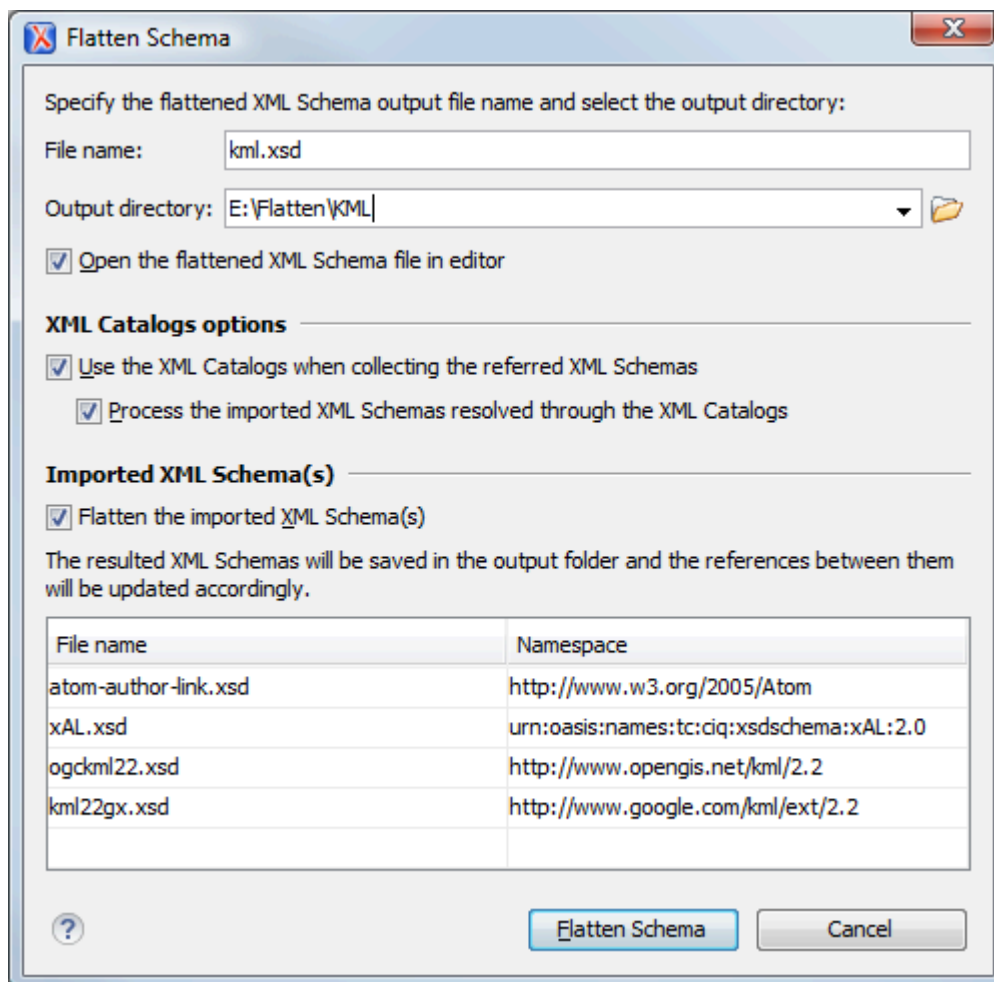 Flatten Schema
Specify the flattened XML Schema output file name and select the output directory:
File name: kml.xsd
Output directory: E:\Flatten\KML
Open the flattened XML Schema file in editor
XML Catalogs options
Use the XML Catalogs when collecting the referred XML Schemas
Process the imported XML Schemas resolved through the XML Catalogs
Imported XML Schema(s)
Flatten the imported XML Schema(s)
The resulted XML Schemas will be saved in the output folder and the references between them
will be updated accordingly.
File name Namespace
atom-author-link.xsd http://www.w3.org/2005/Atom
xAL.xsd urn:oasis:names:tc:ciq:xsdschema:xAL:2.0
ogckml22.xsd http://www.opengis.net/kml/2.2
kml22gx.xsd http://www.google.com/kml/ext/2.2
? Flatten Schema Cancel